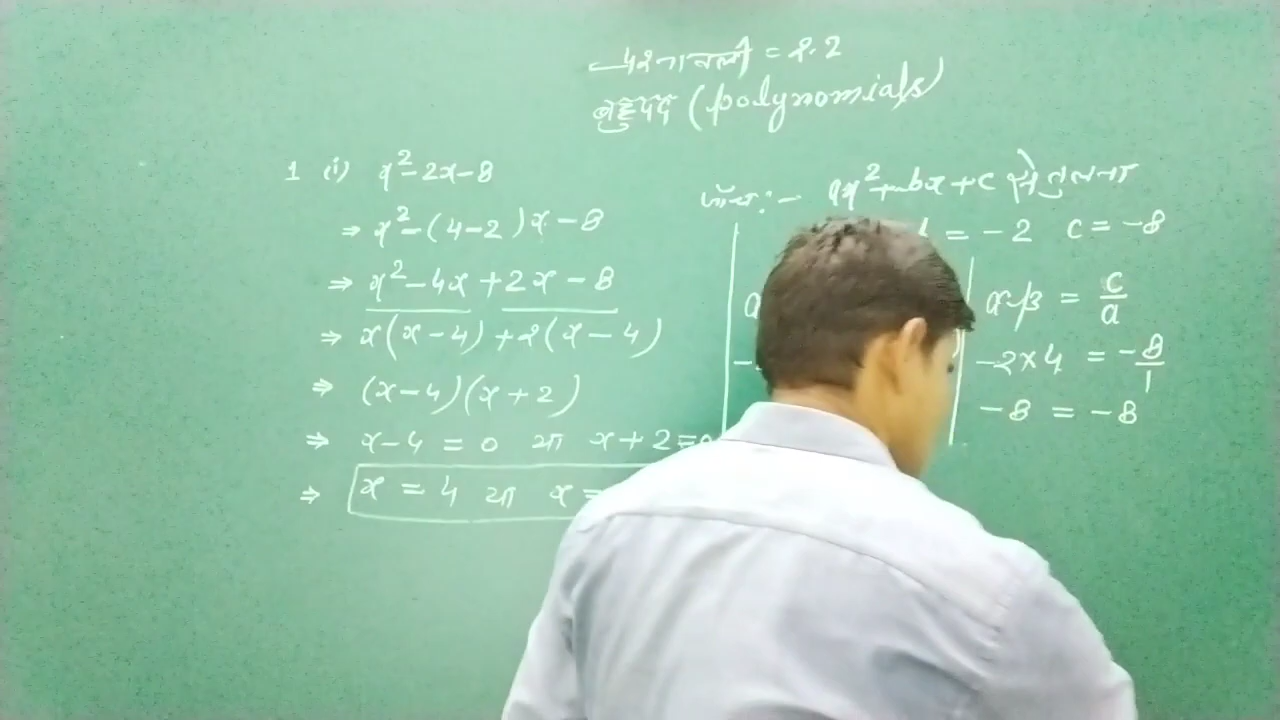 प्रश्नावली = 2.2
बहुपद (polynomials)
1 (i) x²-2x-8
⇒ x²-(4-2)x-8
⇒ x²-4x+2x-8
⇒ x(x-4)+2(x-4)
⇒ (x-4)(x+2)
⇒ x-4 = 0 या x+2=0
⇒ x = 4 या x =
जाँच :- ax²+bx+c से तुलना
= -2 c = -8
αβ = c/a
-2×4 = -8/1
-8 = -8